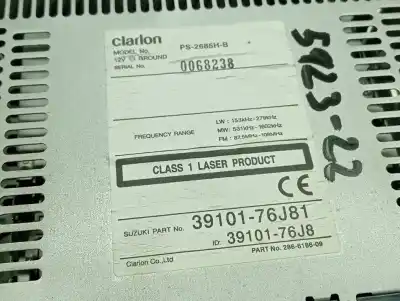 Clarion
MODEL No. PS-2685H-B
12V ⊖ GROUND
SERIAL No. 0068238
LW : 153kHz-279kHz
FREQUENCY RANGE MW : 531kHz-1602kHz
FM : 87.5MHz-108MHz
CLASS 1 LASER PRODUCT
CE
SUZUKI PART No. 39101-76J81
ID: 39101-76J8
PART No. 286-6186-09
Clarion Co.,Ltd
5923-22